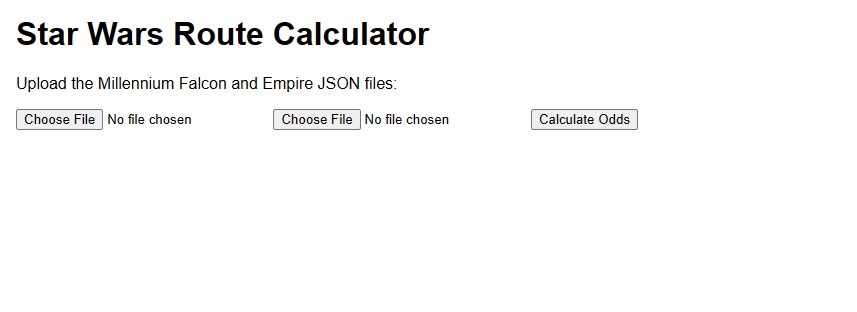 Star Wars Route Calculator
Upload the Millennium Falcon and Empire JSON files:
Choose File No file chosen Choose File No file chosen Calculate Odds